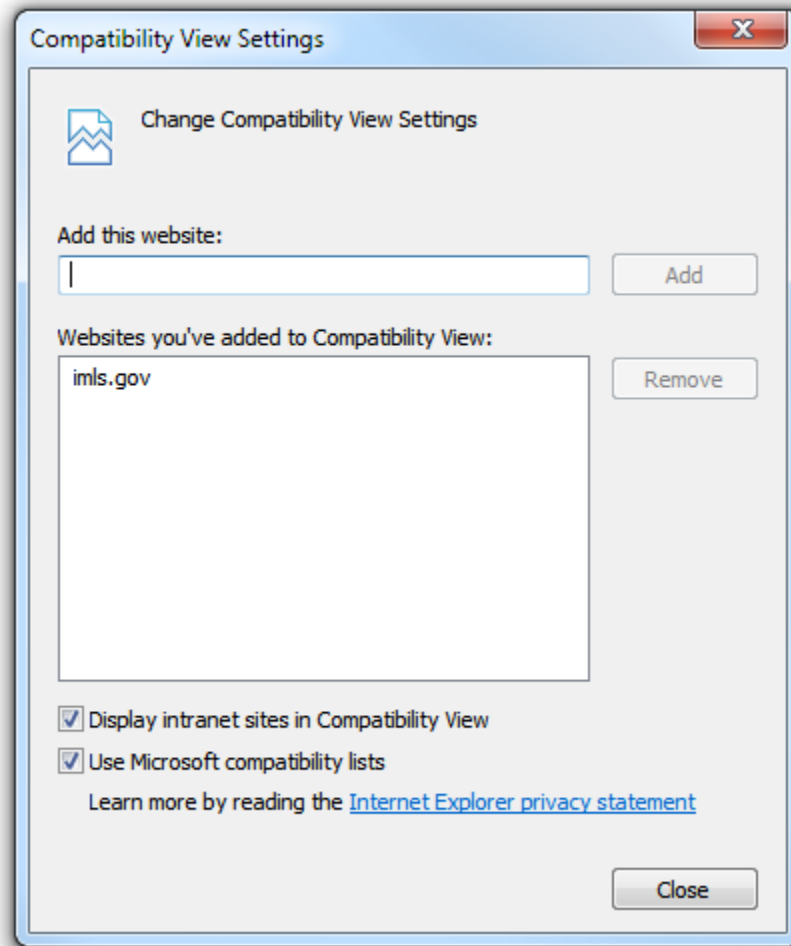 Compatibility View Settings
Change Compatibility View Settings
Add this website:
Add
Websites you've added to Compatibility View:
imls.gov
Remove
Display intranet sites in Compatibility View
Use Microsoft compatibility lists
Learn more by reading the Internet Explorer privacy statement
Close